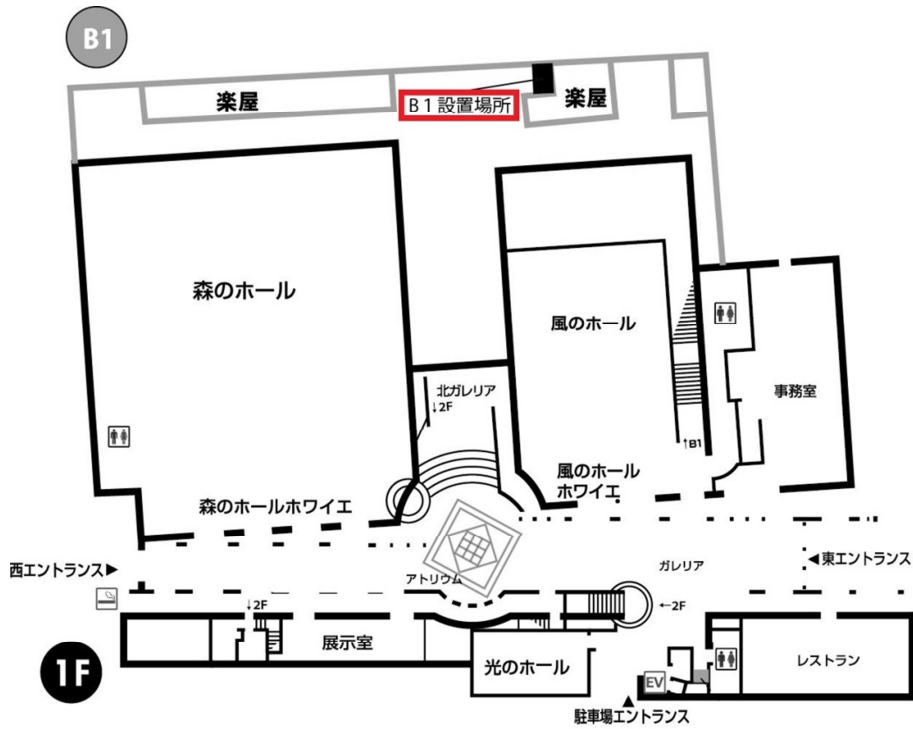 B1
楽屋
B1設置場所
楽屋
森のホール
風のホール
北ガレリア
↓2F
事務室
↑B1
風のホール
ホワイエ
森のホールホワイエ
西エントランス▶
アトリウム
ガレリア
◀東エントランス
↓2F
←2F
展示室
光のホール
レストラン
EV
1F
▲
駐車場エントランス